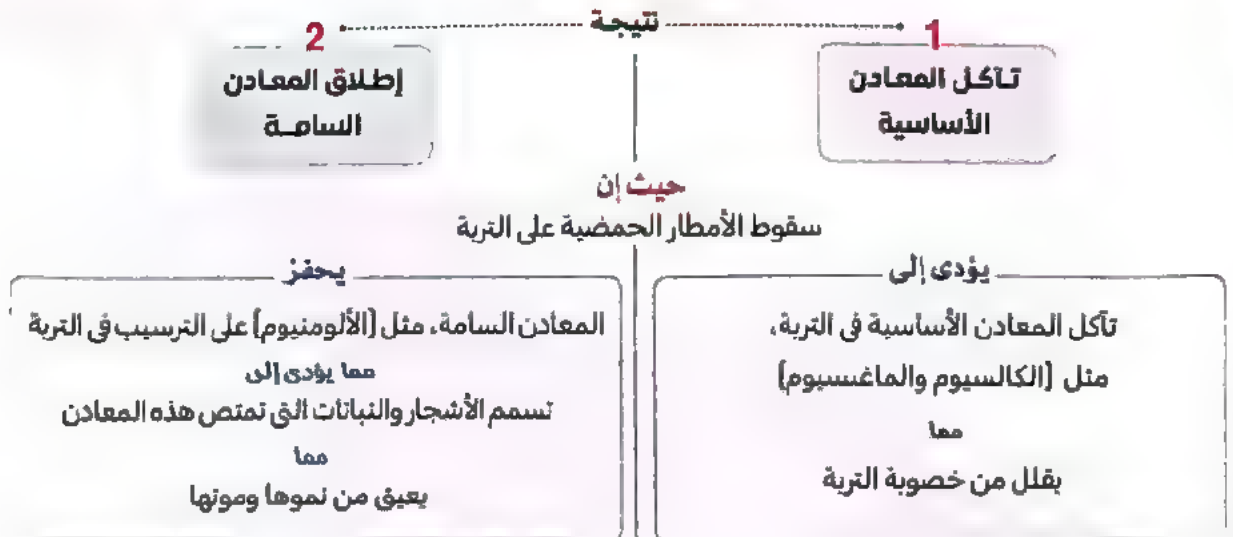 نتيجة
1
تآكل المعادن
الأساسية
2
إطلاق المعادن
السامة
حيث إن
سقوط الأمطار الحمضية على التربة
يؤدى إلى
تآكل المعادن الأساسية فى التربة،
مثل (الكالسيوم والماغنسيوم)
مما
يقلل من خصوبة التربة
يحفز
المعادن السامة، مثل (الألومنيوم) على الترسيب فى التربة
مما يؤدى إلى
تسمم الأشجار والنباتات التى تمتص هذه المعادن
مما
يعيق من نموها وموتها